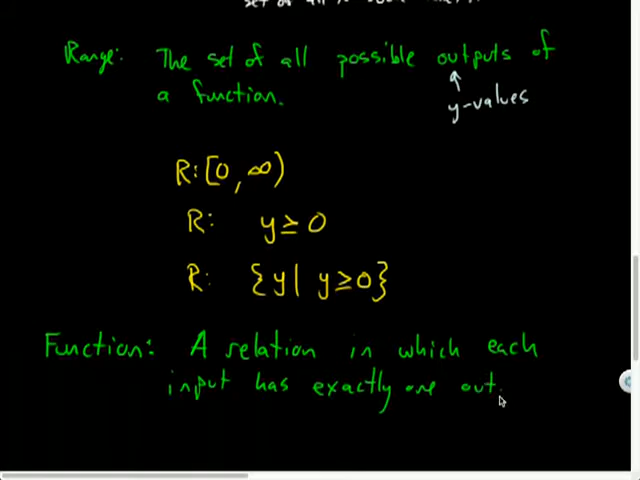 Range: The set of all possible outputs of
a function.
y-values
R: [0, ∞)
R: y ≥ 0
R: {y | y ≥ 0}
Function: A relation in which each
input has exactly one out